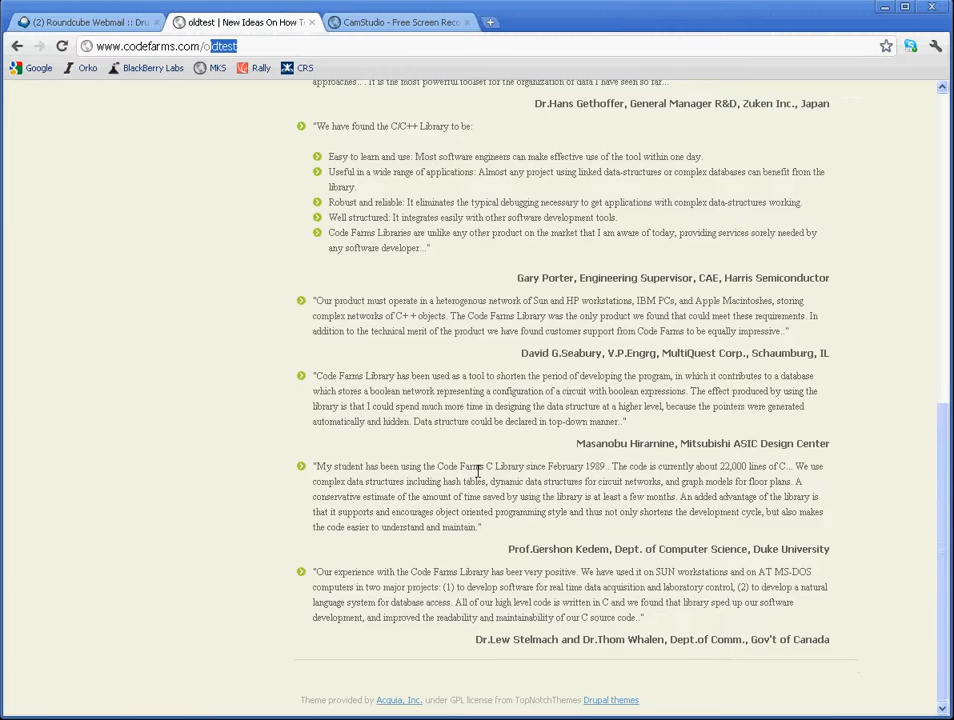 (2) Roundcube Webmail :: Dru
oldtest | New Ideas On How T
CamStudio - Free Screen Reco
www.codefarms.com/oldtest
Google
Orko
BlackBerry Labs
MKS
Rally
CRS
approaches... It is the most powerful toolset for the organization of data I have seen so far...
Dr.Hans Gethoffer, General Manager R&D, Zuken Inc., Japan
"We have found the C/C++ Library to be:
Easy to learn and use: Most software engineers can make effective use of the tool within one day.
Useful in a wide range of applications: Almost any project using linked data-structures or complex databases can benefit from the
library.
Robust and reliable: It eliminates the typical debugging necessary to get applications with complex data-structures working.
Well structured: It integrates easily with other software development tools.
Code Farms Libraries are unlike any other product on the market that I am aware of today, providing services sorely needed by
any software developer..."
Gary Porter, Engineering Supervisor, CAE, Harris Semiconductor
"Our product must operate in a heterogenous network of Sun and HP workstations, IBM PCs, and Apple Macintoshes, storing
complex networks of C++ objects. The Code Farms Library was the only product we found that could meet these requirements. In
addition to the technical merit of the product we have found customer support from Code Farms to be equally impressive.."
David G.Seabury, V.P.Engrg, MultiQuest Corp., Schaumburg, IL
"Code Farms Library has been used as a tool to shorten the period of developing the program, in which it contributes to a database
which stores a boolean network representing a configuration of a circuit with boolean expressions. The effect produced by using the
library is that I could spend much more time in designing the data structure at a higher level, because the pointers were generated
automatically and hidden. Data structure could be declared in top-down manner.."
Masanobu Hirarnine, Mitsubishi ASIC Design Center
"My student has been using the Code Farms C Library since February 1989.. The code is currently about 22,000 lines of C... We use
complex data structures including hash tables, dynamic data structures for circuit networks, and graph models for floor plans. A
conservative estimate of the amount of time saved by using the library is at least a few months. An added advantage of the library is
that it supports and encourages object oriented programming style and thus not only shortens the development cycle, but also makes
the code easier to understand and maintain."
Prof.Gershon Kedem, Dept. of Computer Science, Duke University
"Our experience with the Code Farms Library has beer very positive. We have used it on SUN workstations and on AT MS-DOS
computers in two major projects: (1) to develop software for real time data acquisition and laboratory control, (2) to develop a natural
language system for database access. All of our high level code is written in C and we found that library sped up our software
development, and improved the readability and maintainability of our C source code.."
Dr.Lew Stelmach and Dr.Thom Whalen, Dept.of Comm., Gov't of Canada
Theme provided by Acquia, Inc. under GPL license from TopNotchThemes Drupal themes